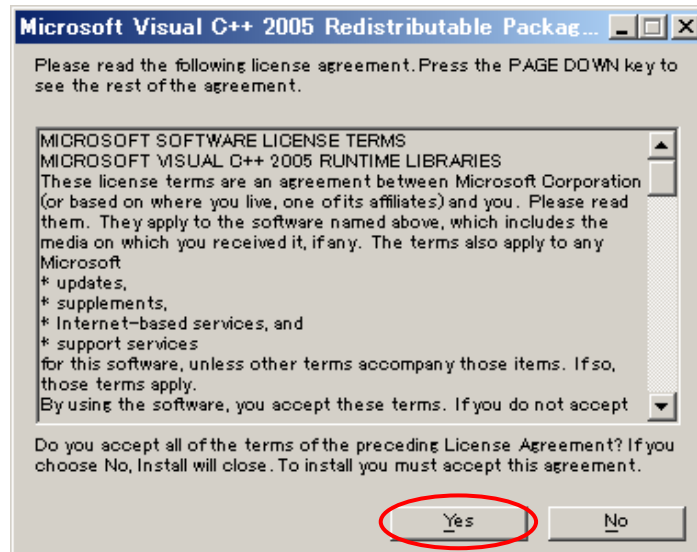 Microsoft Visual C++ 2005 Redistributable Packag...
Please read the following license agreement. Press the PAGE DOWN key to
see the rest of the agreement.
MICROSOFT SOFTWARE LICENSE TERMS
MICROSOFT VISUAL C++ 2005 RUNTIME LIBRARIES
These license terms are an agreement between Microsoft Corporation
(or based on where you live, one of its affiliates) and you. Please read
them. They apply to the software named above, which includes the
media on which you received it, if any. The terms also apply to any
Microsoft
* updates,
* supplements,
* Internet-based services, and
* support services
for this software, unless other terms accompany those items. If so,
those terms apply.
By using the software, you accept these terms. If you do not accept
Do you accept all of the terms of the preceding License Agreement? If you
choose No, Install will close. To install you must accept this agreement.
Yes No